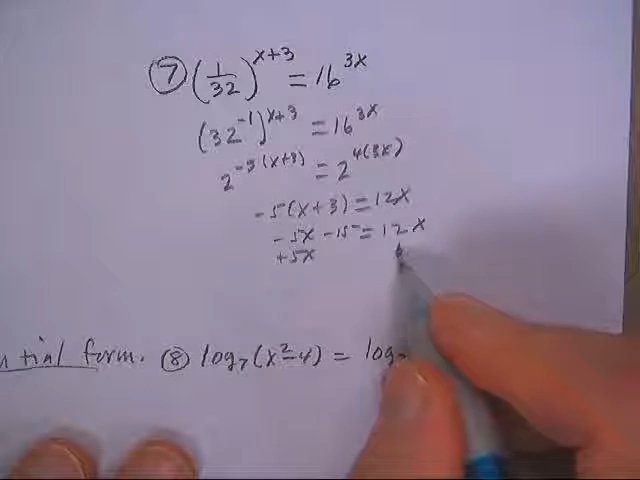 ⑦ (1/32)^(x+3) = 16^(3x)
(32^(-1))^(x+3) = 16^(3x)
2^(-5(x+3)) = 2^(4(3x))
-5(x+3) = 12x
-5x -15 = 12x
+5x
tial form. ⑧ log₇(x²-4) = log